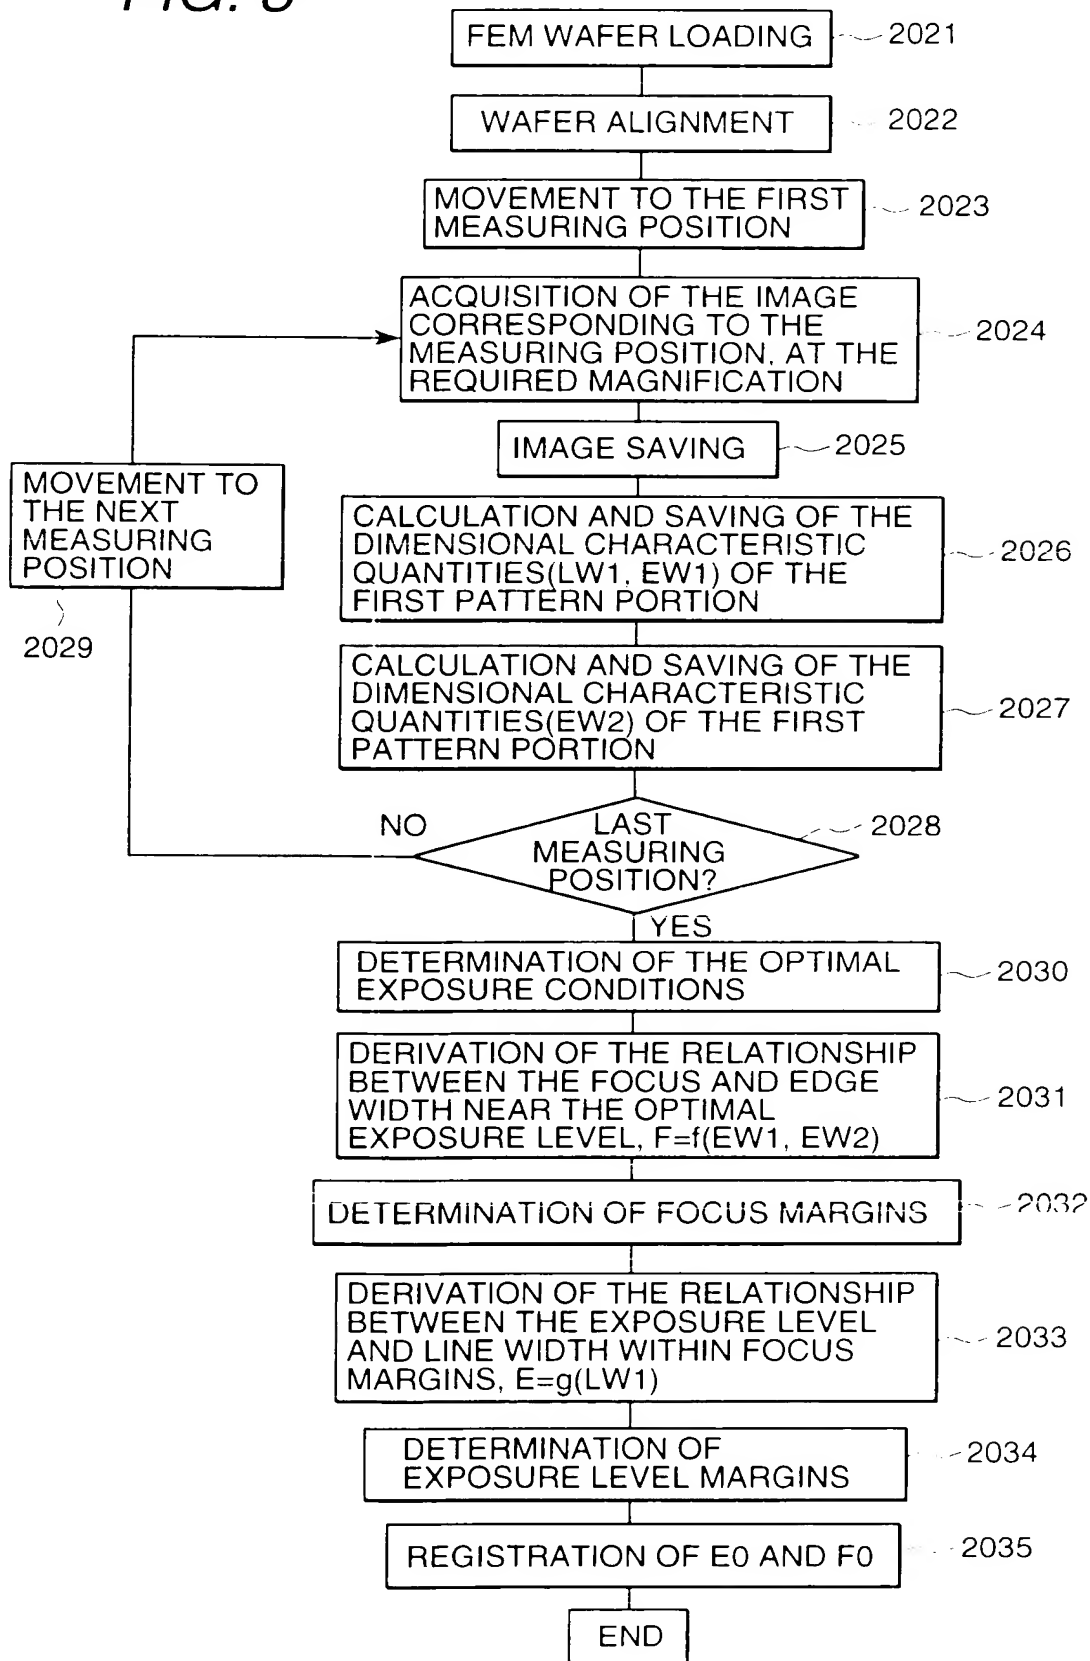 FEM WAFER LOADING
2021
WAFER ALIGNMENT
2022
MOVEMENT TO THE FIRST
MEASURING POSITION
2023
ACQUISITION OF THE IMAGE
CORRESPONDING TO THE
MEASURING POSITION, AT THE
REQUIRED MAGNIFICATION
2024
IMAGE SAVING
2025
MOVEMENT TO
THE NEXT
MEASURING
POSITION
2029
CALCULATION AND SAVING OF THE
DIMENSIONAL CHARACTERISTIC
QUANTITIES(LW1, EW1) OF THE
FIRST PATTERN PORTION
2026
CALCULATION AND SAVING OF THE
DIMENSIONAL CHARACTERISTIC
QUANTITIES(EW2) OF THE FIRST
PATTERN PORTION
2027
NO
LAST
MEASURING
POSITION?
2028
YES
DETERMINATION OF THE OPTIMAL
EXPOSURE CONDITIONS
2030
DERIVATION OF THE RELATIONSHIP
BETWEEN THE FOCUS AND EDGE
WIDTH NEAR THE OPTIMAL
EXPOSURE LEVEL, F=f(EW1, EW2)
2031
DETERMINATION OF FOCUS MARGINS
2032
DERIVATION OF THE RELATIONSHIP
BETWEEN THE EXPOSURE LEVEL
AND LINE WIDTH WITHIN FOCUS
MARGINS, E=g(LW1)
2033
DETERMINATION OF
EXPOSURE LEVEL MARGINS
2034
REGISTRATION OF E0 AND F0
2035
END